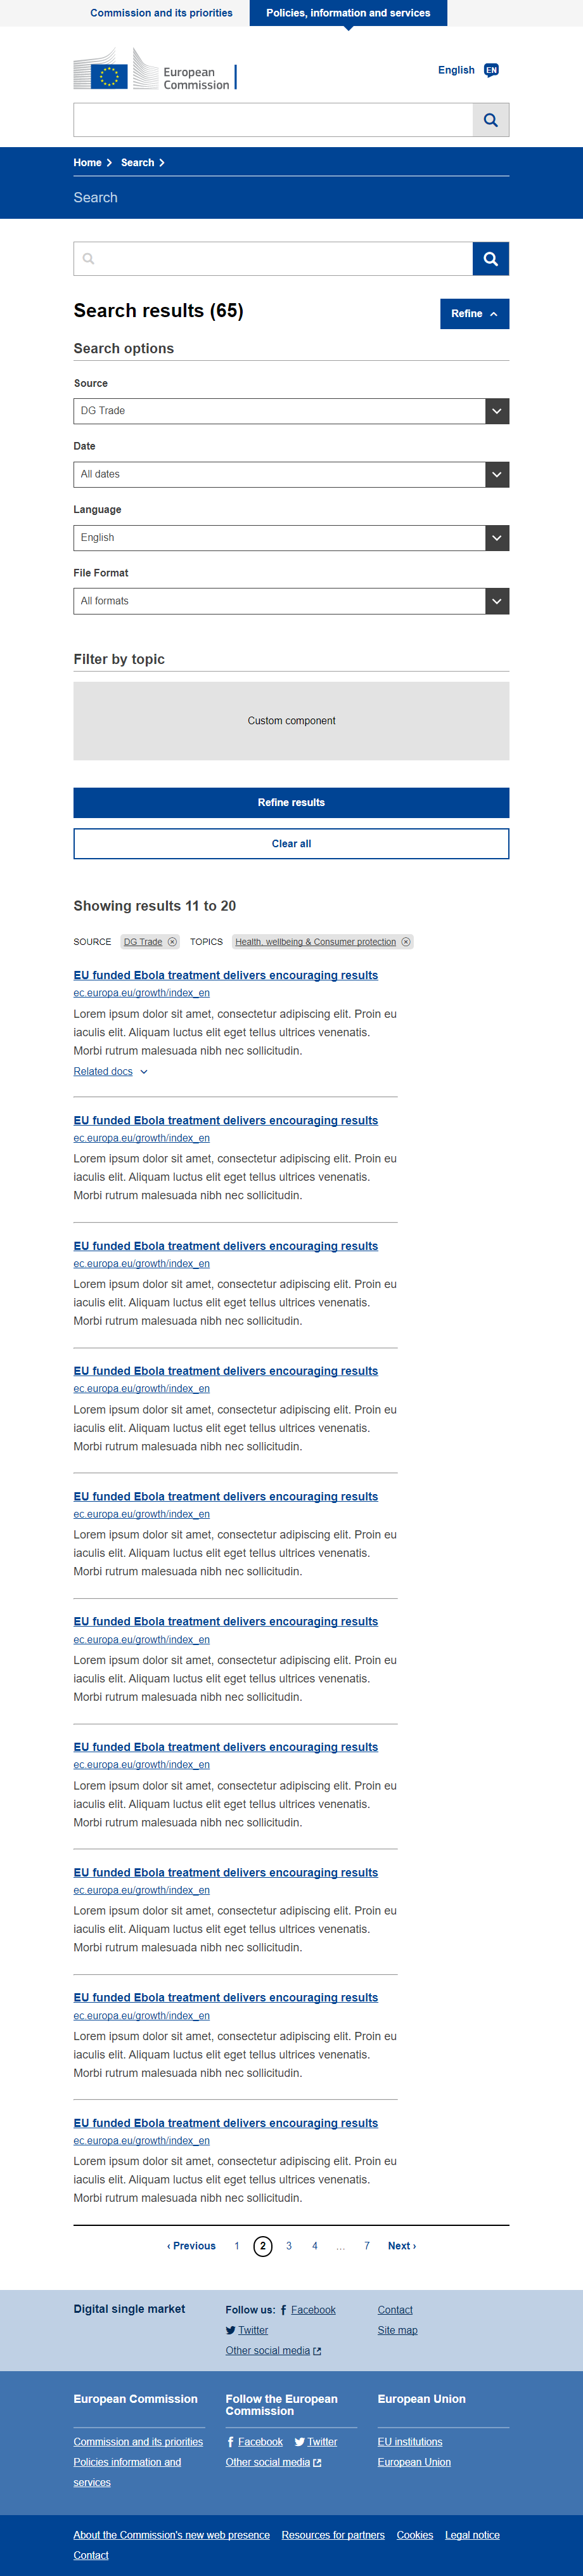 Commission and its priorities Policies, information and services
European
Commission
English EN
Home Search
Search
Search results (65)
Refine
Search options
Source
DG Trade
Date
All dates
Language
English
File Format
All formats
Filter by topic
Custom component
Refine results
Clear all
Showing results 11 to 20
SOURCE DG Trade TOPICS Health, wellbeing & Consumer protection
EU funded Ebola treatment delivers encouraging results
ec.europa.eu/growth/index_en
Lorem ipsum dolor sit amet, consectetur adipiscing elit. Proin eu
iaculis elit. Aliquam luctus elit eget tellus ultrices venenatis.
Morbi rutrum malesuada nibh nec sollicitudin.
Related docs
EU funded Ebola treatment delivers encouraging results
ec.europa.eu/growth/index_en
Lorem ipsum dolor sit amet, consectetur adipiscing elit. Proin eu
iaculis elit. Aliquam luctus elit eget tellus ultrices venenatis.
Morbi rutrum malesuada nibh nec sollicitudin.
EU funded Ebola treatment delivers encouraging results
ec.europa.eu/growth/index_en
Lorem ipsum dolor sit amet, consectetur adipiscing elit. Proin eu
iaculis elit. Aliquam luctus elit eget tellus ultrices venenatis.
Morbi rutrum malesuada nibh nec sollicitudin.
EU funded Ebola treatment delivers encouraging results
ec.europa.eu/growth/index_en
Lorem ipsum dolor sit amet, consectetur adipiscing elit. Proin eu
iaculis elit. Aliquam luctus elit eget tellus ultrices venenatis.
Morbi rutrum malesuada nibh nec sollicitudin.
EU funded Ebola treatment delivers encouraging results
ec.europa.eu/growth/index_en
Lorem ipsum dolor sit amet, consectetur adipiscing elit. Proin eu
iaculis elit. Aliquam luctus elit eget tellus ultrices venenatis.
Morbi rutrum malesuada nibh nec sollicitudin.
EU funded Ebola treatment delivers encouraging results
ec.europa.eu/growth/index_en
Lorem ipsum dolor sit amet, consectetur adipiscing elit. Proin eu
iaculis elit. Aliquam luctus elit eget tellus ultrices venenatis.
Morbi rutrum malesuada nibh nec sollicitudin.
EU funded Ebola treatment delivers encouraging results
ec.europa.eu/growth/index_en
Lorem ipsum dolor sit amet, consectetur adipiscing elit. Proin eu
iaculis elit. Aliquam luctus elit eget tellus ultrices venenatis.
Morbi rutrum malesuada nibh nec sollicitudin.
EU funded Ebola treatment delivers encouraging results
ec.europa.eu/growth/index_en
Lorem ipsum dolor sit amet, consectetur adipiscing elit. Proin eu
iaculis elit. Aliquam luctus elit eget tellus ultrices venenatis.
Morbi rutrum malesuada nibh nec sollicitudin.
EU funded Ebola treatment delivers encouraging results
ec.europa.eu/growth/index_en
Lorem ipsum dolor sit amet, consectetur adipiscing elit. Proin eu
iaculis elit. Aliquam luctus elit eget tellus ultrices venenatis.
Morbi rutrum malesuada nibh nec sollicitudin.
EU funded Ebola treatment delivers encouraging results
ec.europa.eu/growth/index_en
Lorem ipsum dolor sit amet, consectetur adipiscing elit. Proin eu
iaculis elit. Aliquam luctus elit eget tellus ultrices venenatis.
Morbi rutrum malesuada nibh nec sollicitudin.
‹ Previous 1 2 3 4 ... 7 Next ›
Digital single market
Follow us: Facebook
Twitter
Other social media
Contact
Site map
European Commission
Commission and its priorities
Policies information and
services
Follow the European
Commission
Facebook Twitter
Other social media
European Union
EU institutions
European Union
About the Commission's new web presence Resources for partners Cookies Legal notice
Contact